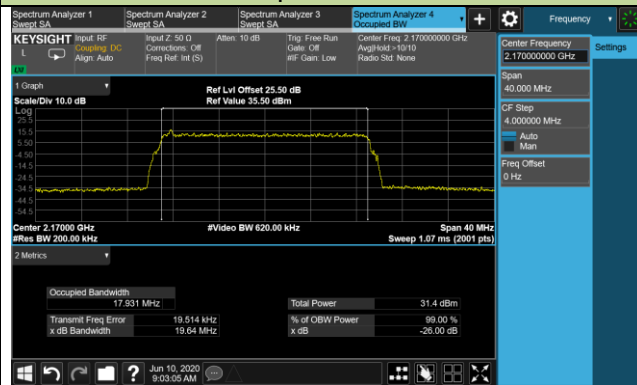 Spectrum Analyzer 1
Swept SA
Spectrum Analyzer 2
Swept SA
Spectrum Analyzer 3
Swept SA
Spectrum Analyzer 4
Occupied BW
+
Frequency
KEYSIGHT
L
Input: RF
Coupling: DC
Align: Auto
Input Z: 50 Ω
Corrections: Off
Freq Ref: Int (S)
Atten: 10 dB
Trig: Free Run
Gate: Off
#IF Gain: Low
Center Freq: 2.170000000 GHz
Avg|Hold:>10/10
Radio Std: None
Center Frequency
2.170000000 GHz
Settings
Span
40.000 MHz
CF Step
4.000000 MHz
Auto
Man
Freq Offset
0 Hz
1 Graph
Scale/Div 10.0 dB
Ref Lvl Offset 25.50 dB
Ref Value 35.50 dBm
Log
25.5
15.5
5.50
-4.50
-14.5
-24.5
-34.5
-44.5
-54.5
Center 2.17000 GHz
#Res BW 200.00 kHz
#Video BW 620.00 kHz
Span 40 MHz
Sweep 1.07 ms (2001 pts)
2 Metrics
Occupied Bandwidth
17.931 MHz
Total Power 31.4 dBm
Transmit Freq Error 19.514 kHz
% of OBW Power 99.00 %
x dB Bandwidth 19.64 MHz
x dB -26.00 dB
?
Jun 10, 2020
9:03:05 AM